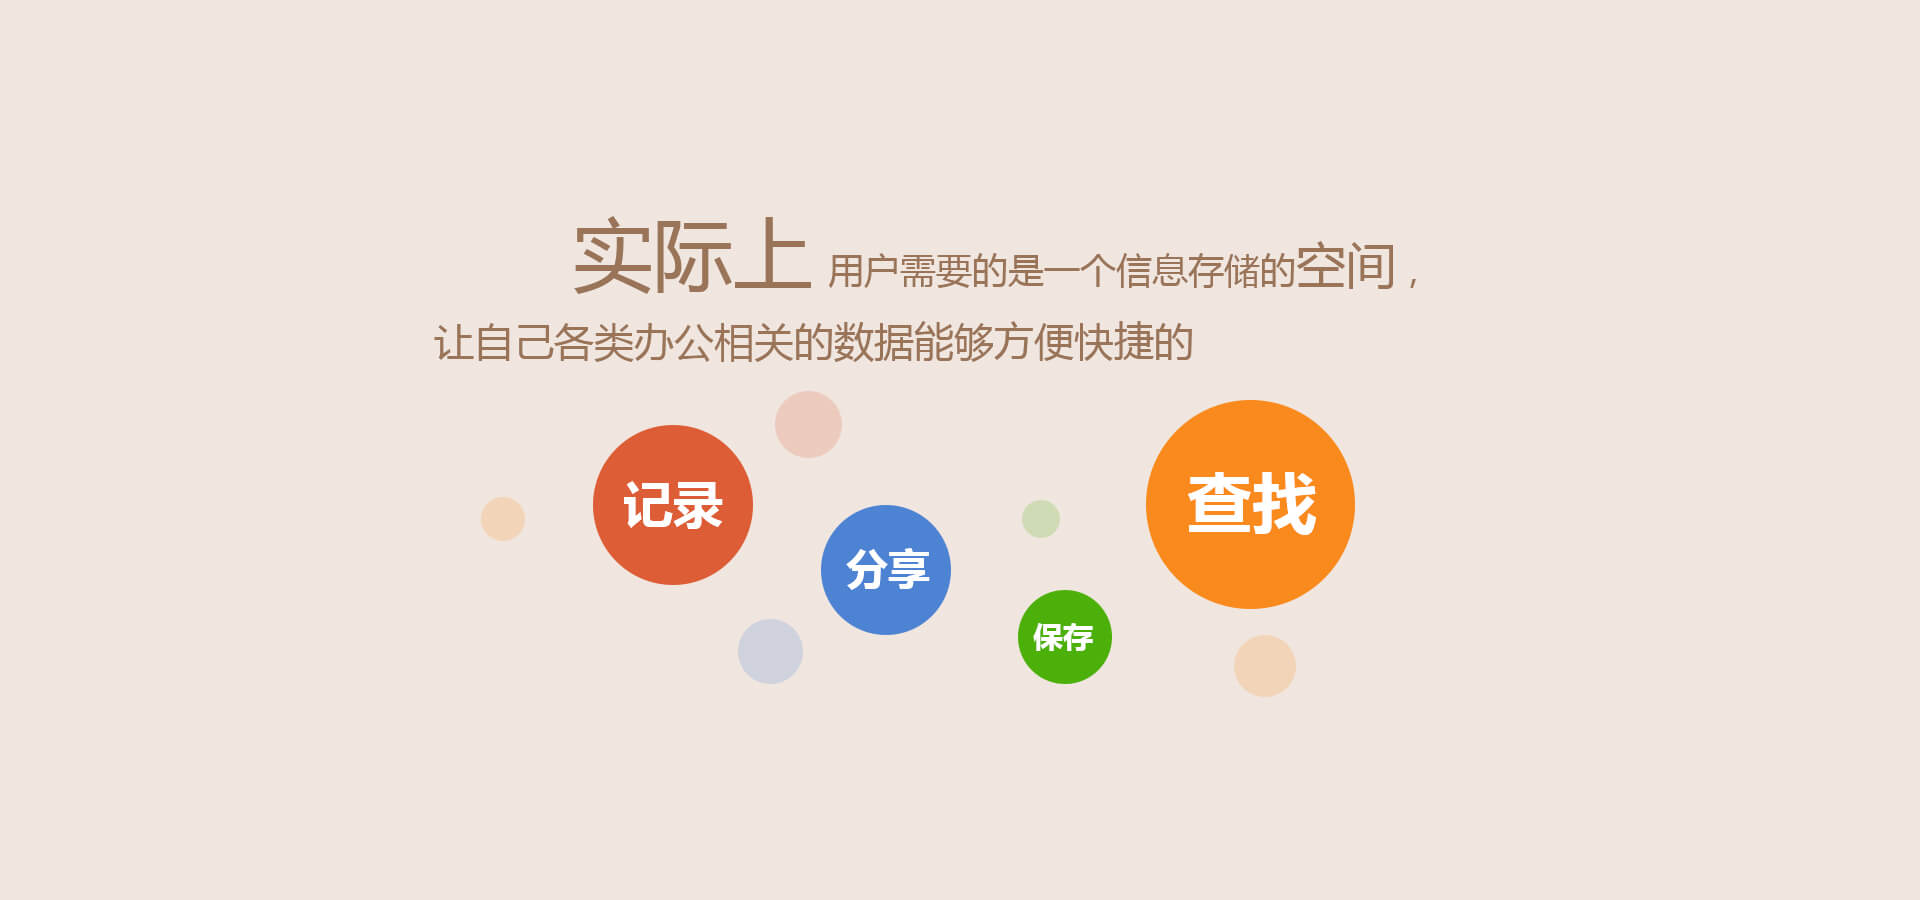 实际上 用户需要的是一个信息存储的空间，
让自己各类办公相关的数据能够方便快捷的
记录
分享
保存
查找